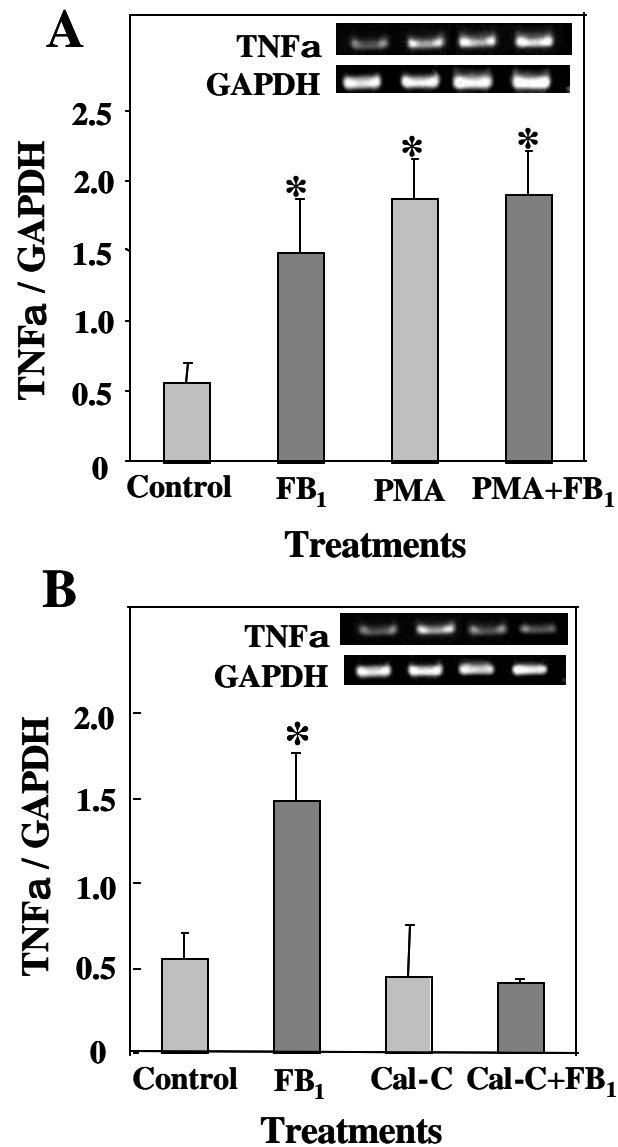 A
TNFa
GAPDH
2.5
2.0
1.5
1.0
0.5
0
TNFa / GAPDH
* * * 
Control FB₁ PMA PMA+FB₁
Treatments
B
TNFa
GAPDH
2.0
1.5
1.0
0.5
0
TNFa / GAPDH
*
Control FB₁ Cal-C Cal-C+FB₁
Treatments